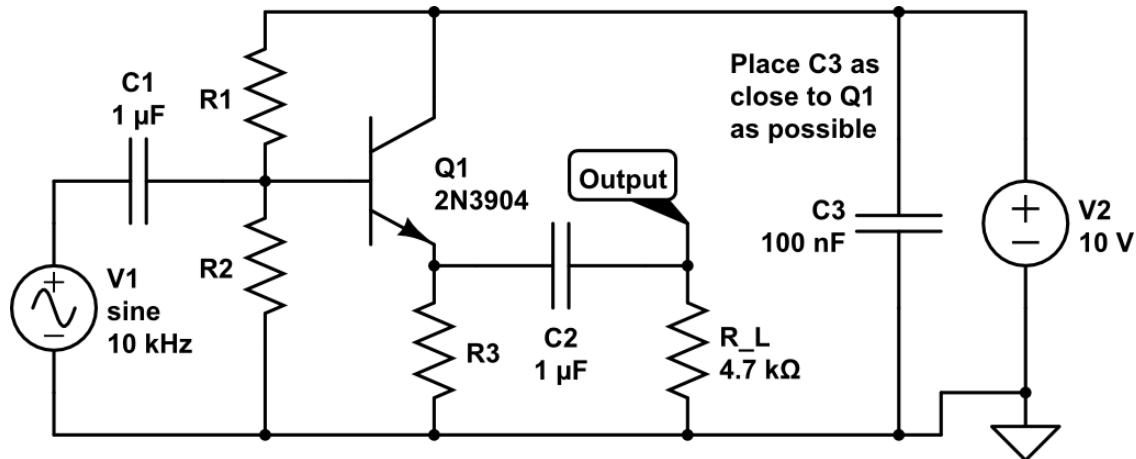 C1
1 µF
R1
Place C3 as
close to Q1
as possible
Q1
2N3904
Output
C3
100 nF
+
−
V2
10 V
V1
sine
10 kHz
+
−
R2
R3
C2
1 µF
R_L
4.7 kΩ